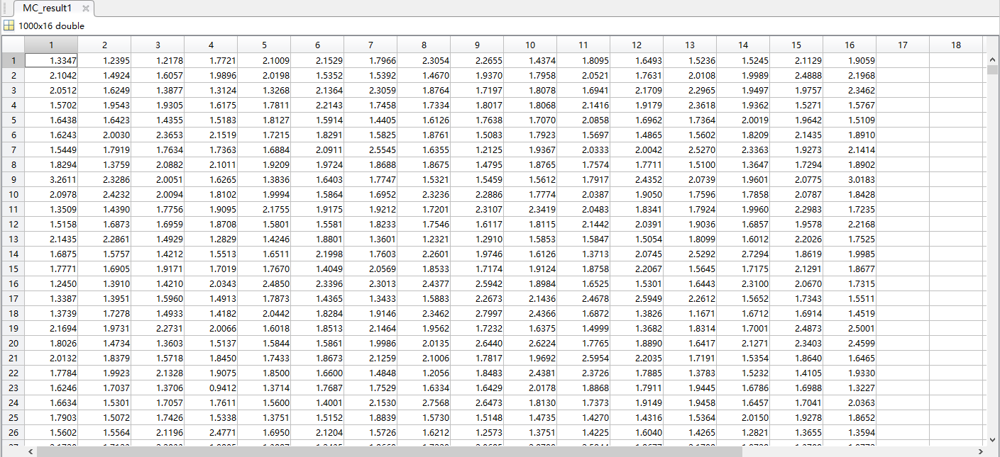 MC_result1
1000x16 double
1 2 3 4 5 6 7 8 9 10 11 12 13 14 15 16 17 18
1 1.3347 1.2395 1.2178 1.7721 2.1009 2.1529 1.7966 2.3054 2.2655 1.4374 1.8095 1.6493 1.5236 1.5245 2.1129 1.9059
2 2.1042 1.4924 1.6057 1.9896 2.0198 1.5352 1.5392 1.4670 1.9370 1.7958 2.0521 1.7631 2.0108 1.9989 2.4888 2.1968
3 2.0512 1.6249 1.3877 1.3124 1.3268 2.1364 2.3059 1.8764 1.7197 1.8078 1.6941 2.1709 2.2965 1.9497 1.9757 2.3462
4 1.5702 1.9543 1.9305 1.6175 1.7811 2.2143 1.7458 1.7334 1.8017 1.8068 2.1416 1.9179 2.3618 1.9362 1.5271 1.5767
5 1.6438 1.6423 1.4355 1.5183 1.8127 1.5914 1.4405 1.6126 1.7638 1.7070 2.0858 1.6962 1.7364 2.0019 1.9642 1.5109
6 1.6243 2.0030 2.3653 2.1519 1.7215 1.8291 1.5825 1.8761 1.5083 1.7923 1.5697 1.4865 1.5602 1.8209 2.1435 1.8910
7 1.5449 1.7919 1.7634 1.7363 1.6884 2.0911 2.5545 1.6355 1.2125 1.9367 2.0333 2.0042 2.5270 2.3363 1.9273 2.1414
8 1.8294 1.3759 2.0882 2.1011 1.9209 1.9724 1.8688 1.8675 1.4795 1.8765 1.7574 1.7711 1.5100 1.3647 1.7294 1.8902
9 3.2611 2.3286 2.0051 1.6265 1.3836 1.6403 1.7747 1.5321 1.5459 1.5612 1.7917 2.4352 2.0739 1.9601 2.0775 3.0183
10 2.0978 2.4232 2.0094 1.8102 1.9994 1.5864 1.6952 2.3236 2.2886 1.7774 2.0387 1.9050 1.7596 1.7858 2.0787 1.8428
11 1.3509 1.4390 1.7756 1.9095 2.1755 1.9175 1.9212 1.7201 2.3107 2.3419 2.0483 1.8341 1.7924 1.9960 2.2983 1.7235
12 1.5158 1.6873 1.6959 1.8708 1.5801 1.5581 1.8233 1.7546 1.6117 1.8115 2.1442 2.0391 1.9036 1.6857 1.9578 2.2168
13 2.1435 2.2861 1.4929 1.2829 1.4246 1.8801 1.3601 1.2321 1.2910 1.5853 1.5847 1.5054 1.8099 1.6012 2.2026 1.7525
14 1.6875 1.5757 1.4212 1.5513 1.6511 2.1998 1.7603 2.2601 1.9746 1.6126 1.3713 2.0745 2.5292 2.7294 1.8619 1.9985
15 1.7771 1.6905 1.9171 1.7019 1.7670 1.4049 2.0569 1.8533 1.7174 1.9124 1.8758 2.2067 1.5645 1.7175 2.1291 1.8677
16 1.2450 1.3910 1.4210 2.0343 2.4850 2.3396 2.3013 2.4377 2.5942 1.8984 1.6525 1.5301 1.6443 2.3100 2.0670 1.7315
17 1.3387 1.3951 1.5960 1.4913 1.7873 1.4365 1.3433 1.5883 2.2673 2.1436 2.4678 2.5949 2.2612 1.5652 1.7343 1.5511
18 1.3739 1.7278 1.4933 1.4182 2.0442 1.8284 1.9146 2.3462 2.7997 2.4366 1.6872 1.3826 1.1671 1.6712 1.6914 1.4519
19 2.1694 1.9731 2.2731 2.0066 1.6018 1.8513 2.1464 1.9562 1.7232 1.6375 1.4999 1.3682 1.8314 1.7001 2.4873 2.5001
20 1.8026 1.4734 1.3603 1.5137 1.5844 1.5861 1.9986 2.0135 2.6440 2.6224 1.7765 1.8890 1.6417 2.1271 2.3403 2.4599
21 2.0132 1.8379 1.5718 1.8450 1.7433 1.8673 2.1259 2.1006 1.7817 1.9692 2.5954 2.2035 1.7191 1.5354 1.8640 1.6465
22 1.7784 1.9923 2.1328 1.9075 1.8500 1.6600 1.4848 1.2056 1.8483 2.4381 2.3726 1.7885 1.3783 1.5232 1.4105 1.9330
23 1.6246 1.7037 1.3706 0.9412 1.3714 1.7687 1.7529 1.6334 1.6429 2.0178 1.8868 1.7911 1.9445 1.6786 1.6988 1.3227
24 1.6634 1.5301 1.7057 1.7611 1.5600 1.4001 2.1530 2.7568 2.6473 1.8130 1.7373 1.9149 1.9458 1.6457 1.7041 2.0363
25 1.7903 1.5072 1.7426 1.5338 1.3751 1.5152 1.8839 1.5730 1.5148 1.4735 1.4270 1.4316 1.5364 2.0150 1.9278 1.8652
26 1.5602 1.5564 2.1196 2.4771 1.6950 2.1204 1.5726 1.6212 1.2573 1.3751 1.4225 1.6040 1.4265 1.2821 1.3655 1.3594